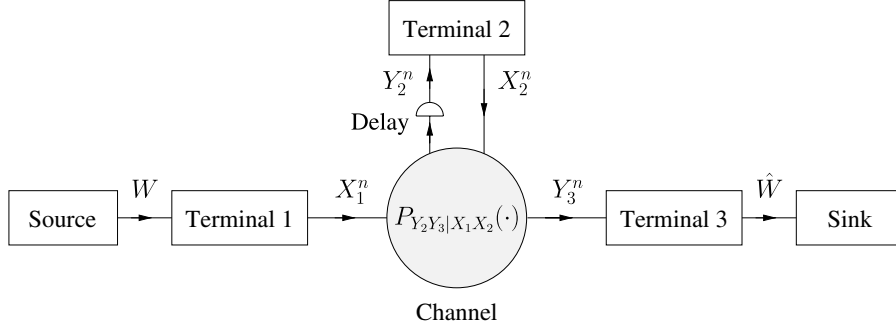 Terminal 2
Y_2^n
X_2^n
Delay
W
X_1^n
Y_3^n
Ŵ
Source
Terminal 1
P_{Y_2Y_3|X_1X_2}(·)
Terminal 3
Sink
Channel